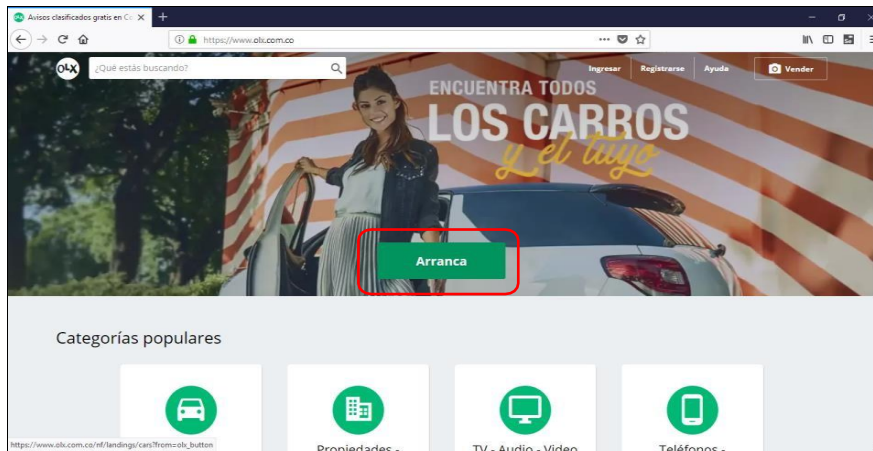 Avisos clasificados gratis en C
https://www.olx.com.co
OLX
¿Qué estás buscando?
Ingresar
Registrarse
Ayuda
Vender
ENCUENTRA TODOS
LOS CARROS
y el tuyo
Arranca
Categorías populares
Propiedades -
TV - Audio - Video
Teléfonos -
https://www.olx.com.co/nf/landings/cars?from=olx_button